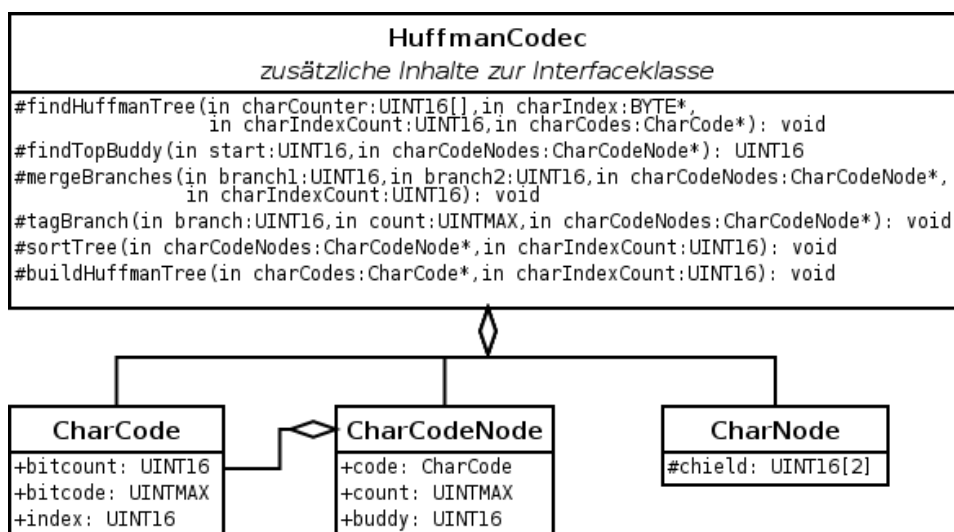 HuffmanCodec
zusätzliche Inhalte zur Interfaceklasse
#findHuffmanTree(in charCounter:UINT16[],in charIndex:BYTE*,
in charIndexCount:UINT16,in charCodes:CharCode*): void
#findTopBuddy(in start:UINT16,in charCodeNodes:CharCodeNode*): UINT16
#mergeBranches(in branch1:UINT16,in branch2:UINT16,in charCodeNodes:CharCodeNode*,
in charIndexCount:UINT16): void
#tagBranch(in branch:UINT16,in count:UINTMAX,in charCodeNodes:CharCodeNode*): void
#sortTree(in charCodeNodes:CharCodeNode*,in charIndexCount:UINT16): void
#buildHuffmanTree(in charCodes:CharCode*,in charIndexCount:UINT16): void
CharCode
+bitcount: UINT16
+bitcode: UINTMAX
+index: UINT16
CharCodeNode
+code: CharCode
+count: UINTMAX
+buddy: UINT16
CharNode
#chield: UINT16[2]